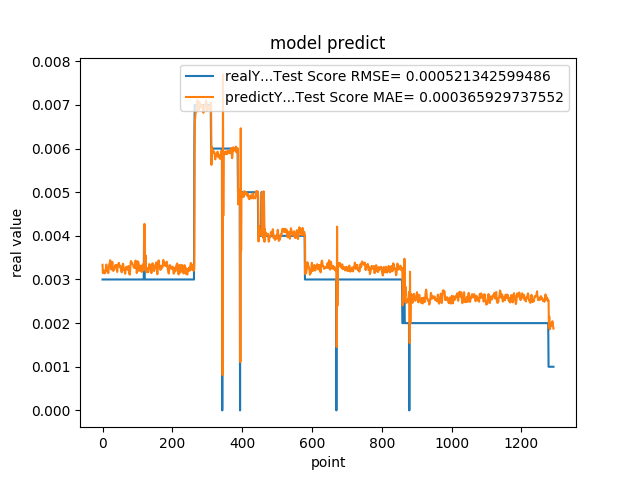 model predict
realY...Test Score RMSE= 0.000521342599486
predictY...Test Score MAE= 0.000365929737552
0.008
0.007
0.006
0.005
0.004
0.003
0.002
0.001
0.000
real value
0 200 400 600 800 1000 1200
point